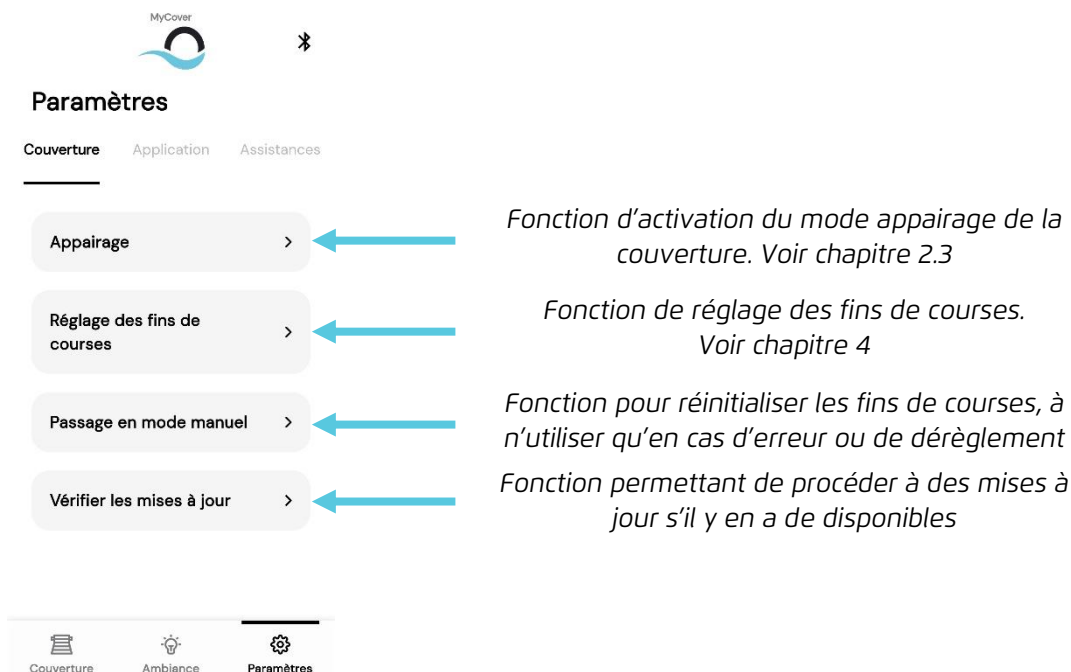 MyCover
Paramètres
Couverture Application Assistances
Appairage
Fonction d'activation du mode appairage de la
couverture. Voir chapitre 2.3
Réglage des fins de
courses
Fonction de réglage des fins de courses.
Voir chapitre 4
Passage en mode manuel
Fonction pour réinitialiser les fins de courses, à
n'utiliser qu'en cas d'erreur ou de dérèglement
Vérifier les mises à jour
Fonction permettant de procéder à des mises à
jour s'il y en a de disponibles
Couverture Ambiance Paramètres